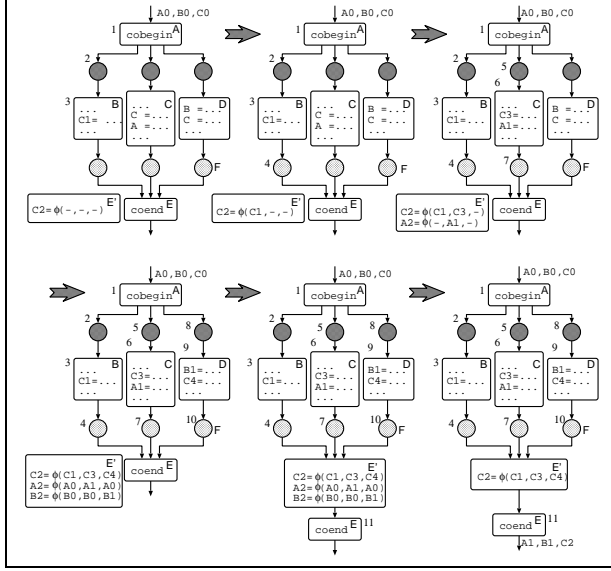 A0,B0,C0
1
cobegin A
2
3
B
...
C1= ...
...
C
...
C =...
A =...
...
D
B =...
C =...
...
F
E'
C2=ϕ(-,-,-)
coend E
A0,B0,C0
1
cobegin A
2
3
B
...
C1=...
...
C
...
C =...
A =...
...
D
B =...
C =...
...
4
F
E'
C2=ϕ(C1,-,-)
coend E
A0,B0,C0
1
cobegin A
2
5
6
3
B
...
C1=...
...
C
...
C3=...
A1=...
...
D
B =...
C =...
...
4
7
F
E'
C2=ϕ(C1,C3,-)
A2=ϕ(-,A1,-)
coend E
A0,B0,C0
1
cobegin A
2
5
8
6
9
3
B
...
C1=...
...
C
...
C3=...
A1=...
...
D
B1=...
C4=...
...
4
7
10
F
E'
C2=ϕ(C1,C3,C4)
A2=ϕ(A0,A1,A0)
B2=ϕ(B0,B0,B1)
coend E
A0,B0,C0
1
cobegin A
2
5
8
6
9
3
B
...
C1=...
...
C
...
C3=...
A1=...
...
D
B1=...
C4=...
...
4
7
10
F
E'
C2=ϕ(C1,C3,C4)
A2=ϕ(A0,A1,A0)
B2=ϕ(B0,B0,B1)
coend E
11
A0,B0,C0
1
cobegin A
2
5
8
6
9
3
B
...
C1=...
...
C
...
C3=...
A1=...
...
D
B1=...
C4=...
...
4
7
10
F
E'
C2=ϕ(C1,C3,C4)
coend E
11
A1,B1,C2